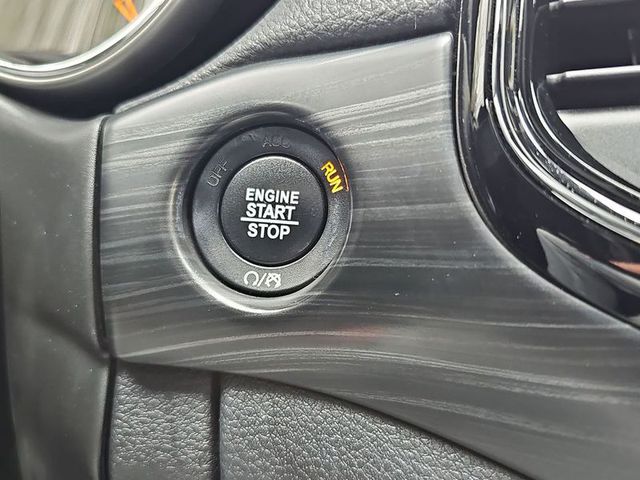 OFF
ACC
RUN
ENGINE
START
STOP